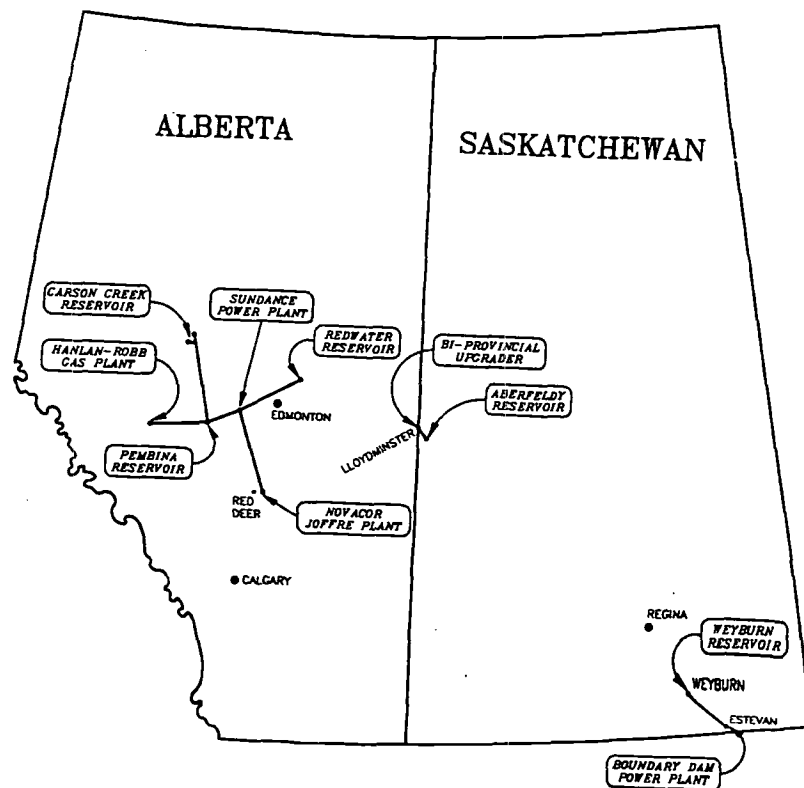 ALBERTA
SASKATCHEWAN
CARSON CREEK
RESERVOIR
SUNDANCE
POWER PLANT
REDWATER
RESERVOIR
HANLAN-ROBB
GAS PLANT
BI-PROVINCIAL
UPGRADER
ABERFELDY
RESERVOIR
EDMONTON
LLOYDMINSTER
PEMBINA
RESERVOIR
RED
DEER
NOVACOR
JOFFRE PLANT
CALGARY
REGINA
WEYBURN
RESERVOIR
WEYBURN
ESTEVAN
BOUNDARY DAM
POWER PLANT